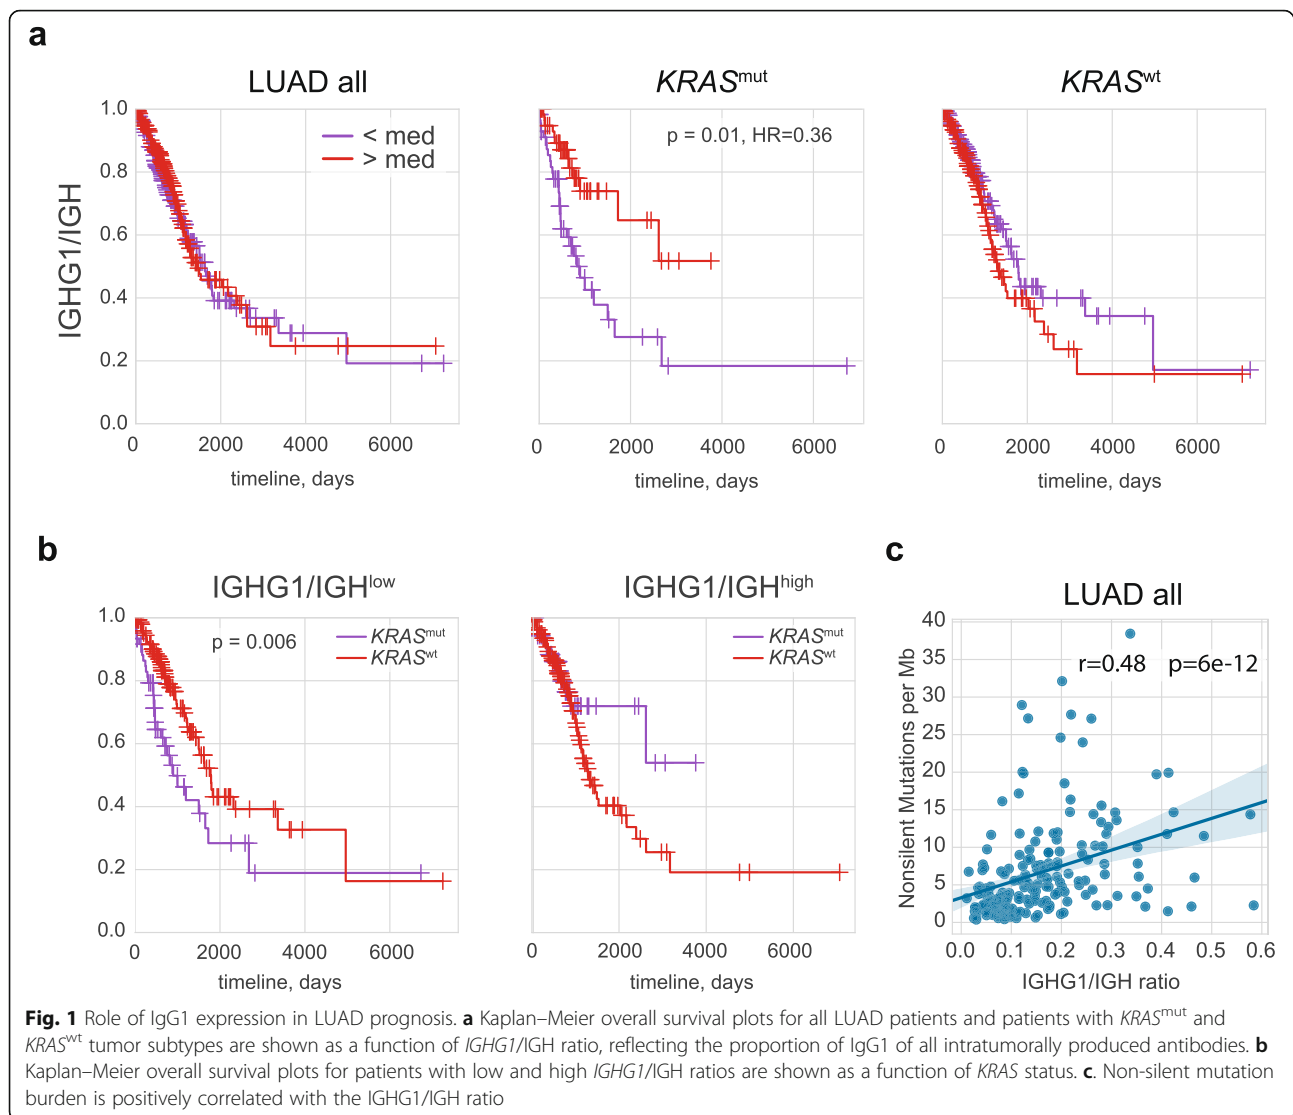 a
LUAD all
KRASmut
KRASwt
IGHG1/IGH
1.0
0.8
0.6
0.4
0.2
0.0
< med
> med
p = 0.01, HR=0.36
0 2000 4000 6000
0 2000 4000 6000
0 2000 4000 6000
timeline, days
timeline, days
timeline, days
b
IGHG1/IGHlow
IGHG1/IGHhigh
1.0
0.8
0.6
0.4
0.2
0.0
p = 0.006
KRASmut
KRASwt
KRASmut
KRASwt
0 2000 4000 6000
0 2000 4000 6000
timeline, days
timeline, days
c
LUAD all
Nonsilent Mutations per Mb
40
35
30
25
20
15
10
5
0
r=0.48 p=6e-12
0.0 0.1 0.2 0.3 0.4 0.5 0.6
IGHG1/IGH ratio
Fig. 1 Role of IgG1 expression in LUAD prognosis. a Kaplan–Meier overall survival plots for all LUAD patients and patients with KRASmut and
KRASwt tumor subtypes are shown as a function of IGHG1/IGH ratio, reflecting the proportion of IgG1 of all intratumorally produced antibodies. b
Kaplan–Meier overall survival plots for patients with low and high IGHG1/IGH ratios are shown as a function of KRAS status. c. Non-silent mutation
burden is positively correlated with the IGHG1/IGH ratio